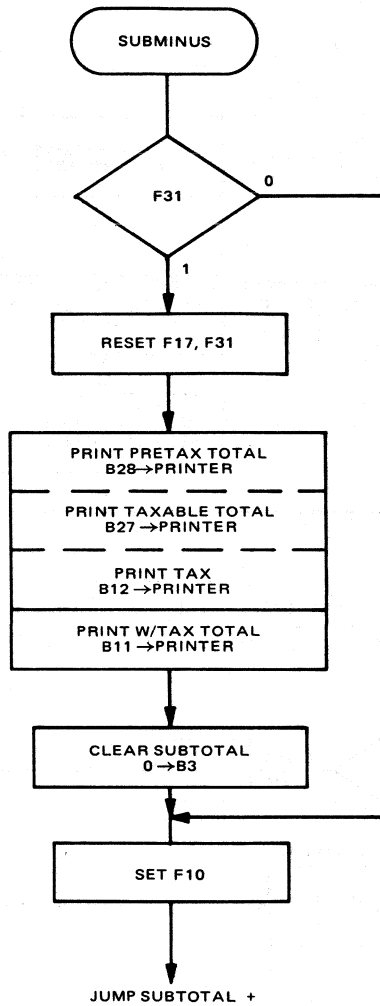 SUBMINUS
F31
0
1
RESET F17, F31
PRINT PRETAX TOTAL
B28→PRINTER
PRINT TAXABLE TOTAL
B27→PRINTER
PRINT TAX
B12→PRINTER
PRINT W/TAX TOTAL
B11→PRINTER
CLEAR SUBTOTAL
0→B3
SET F10
JUMP SUBTOTAL +